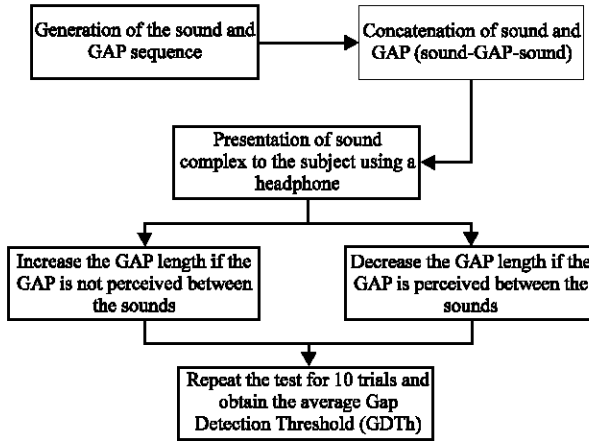 Generation of the sound and
GAP sequence
Concatenation of sound and
GAP (sound-GAP-sound)
Presentation of sound
complex to the subject using a
headphone
Increase the GAP length if the
GAP is not perceived between
the sounds
Decrease the GAP length if the
GAP is perceived between the
sounds
Repeat the test for 10 trials and
obtain the average Gap
Detection Threshold (GDTh)